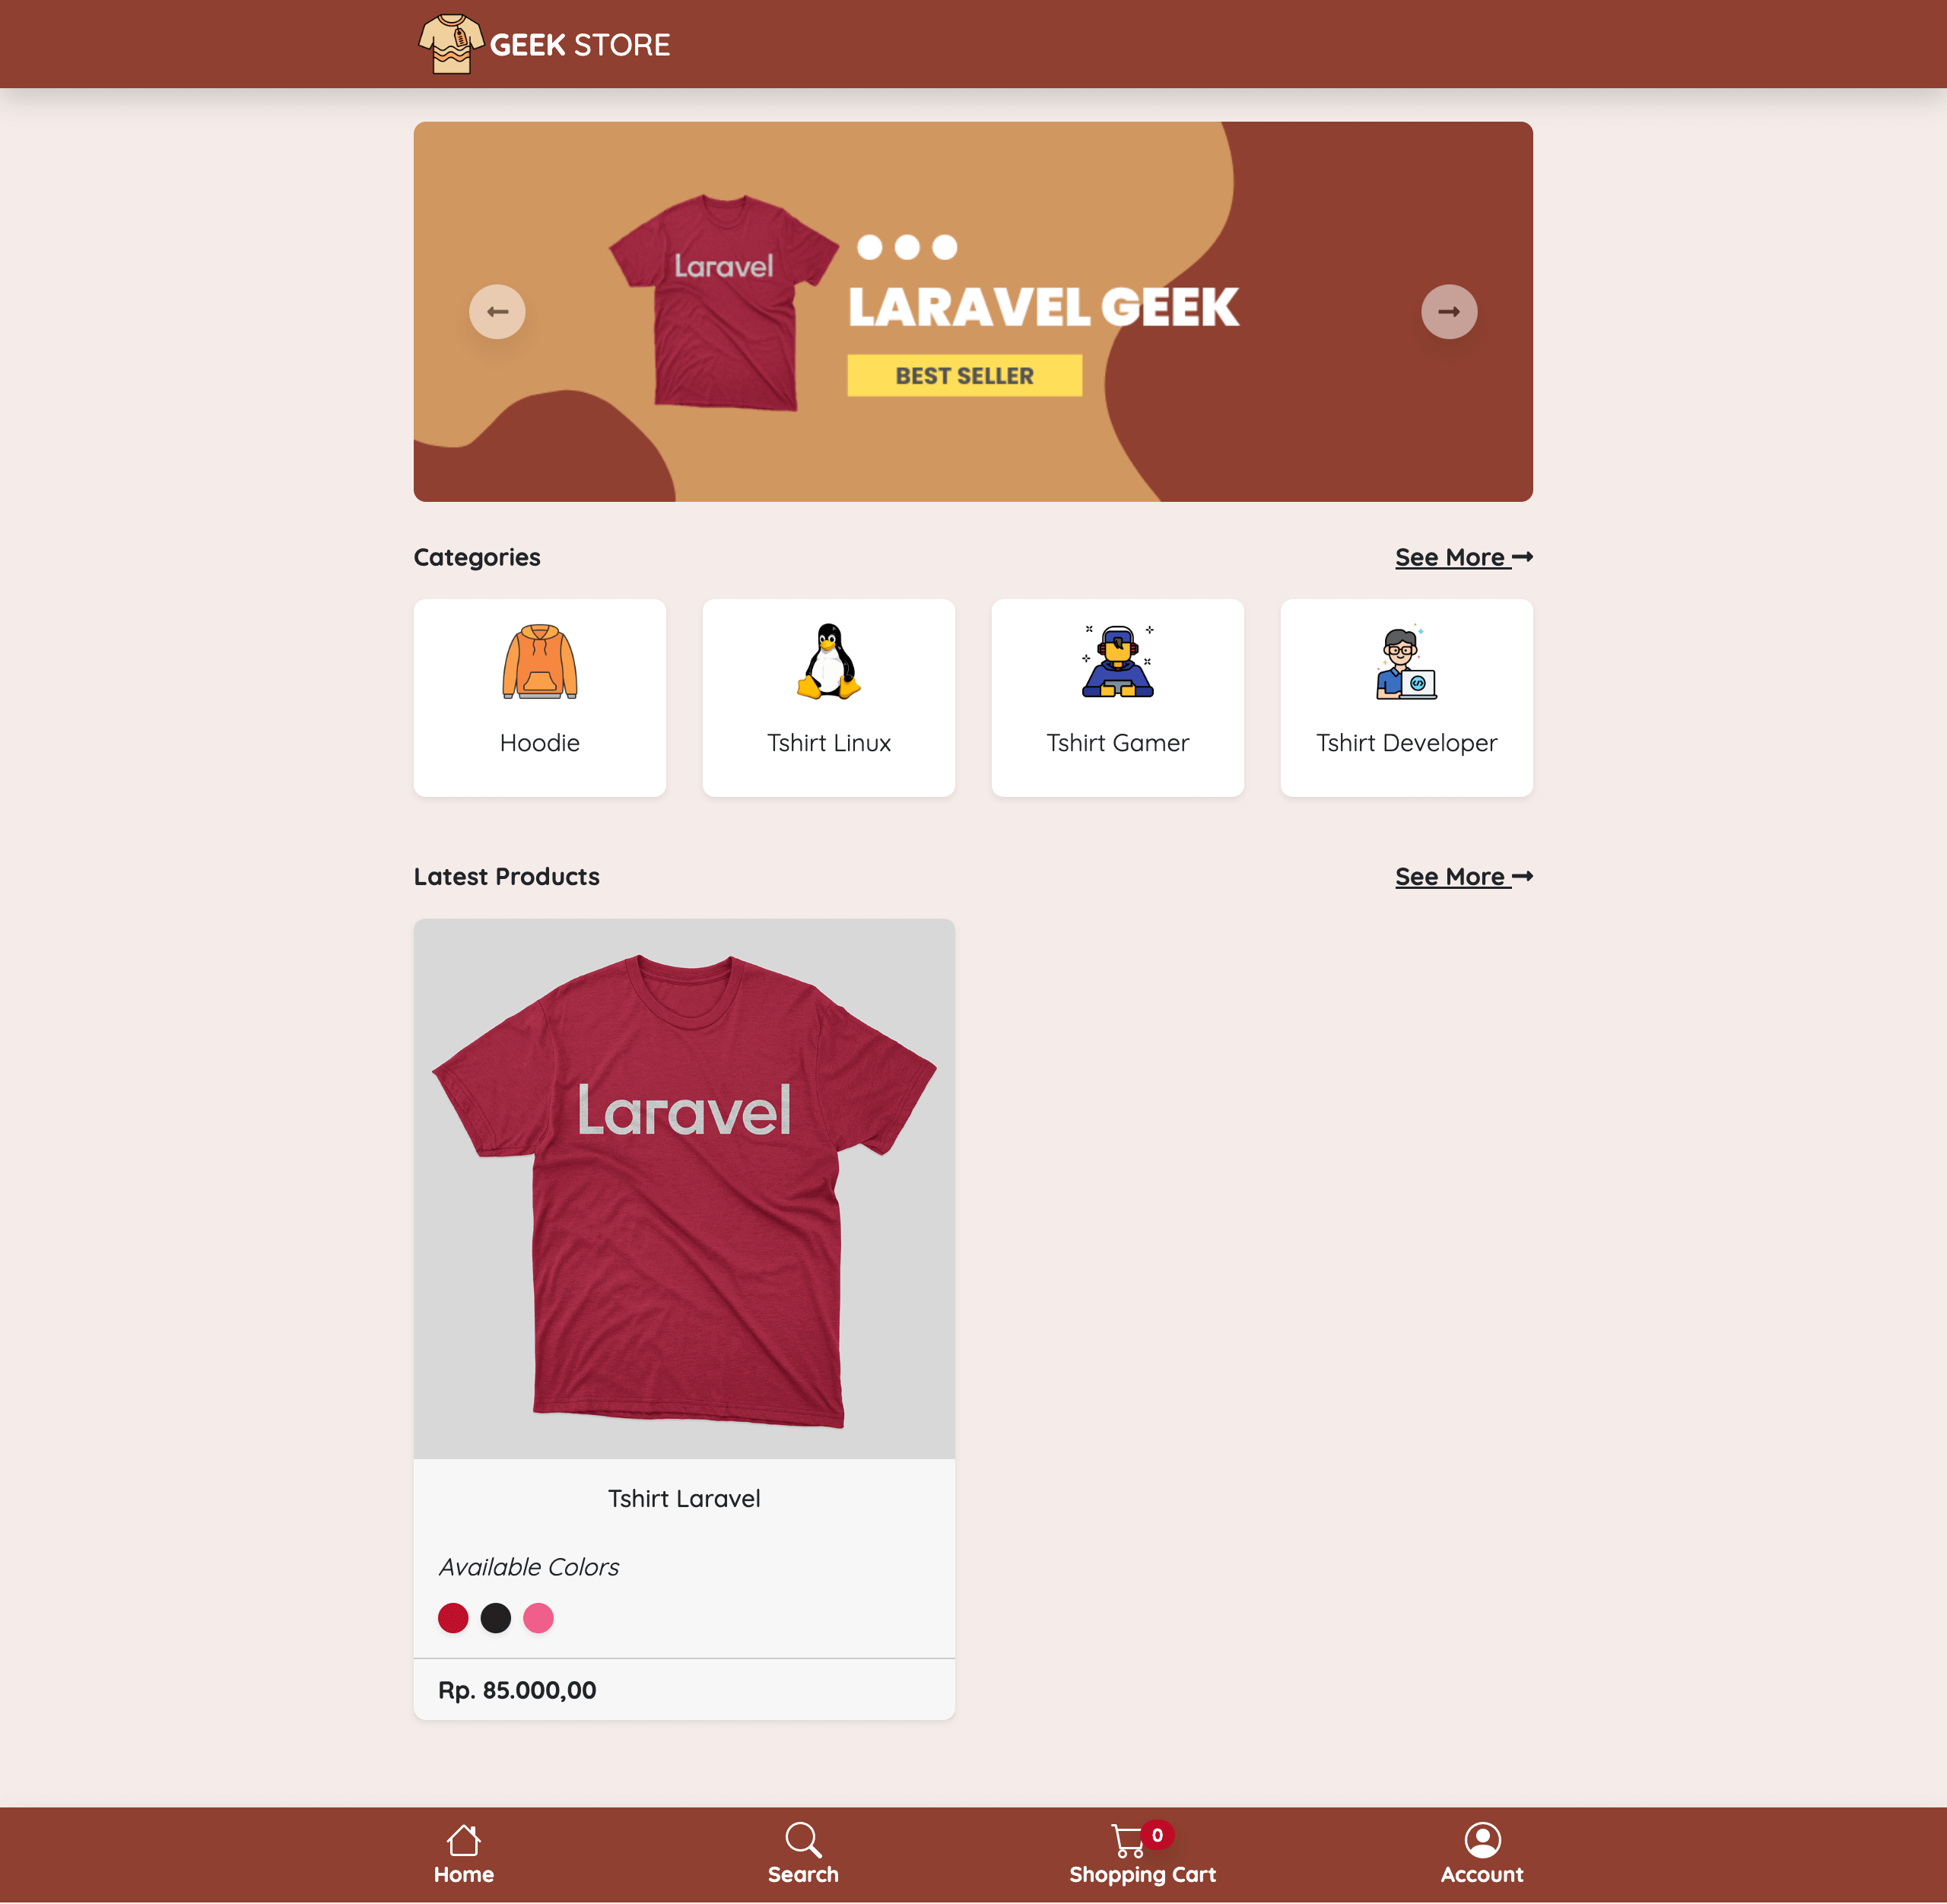 GEEK STORE
Laravel
LARAVEL GEEK
BEST SELLER
Categories
See More
Hoodie
Tshirt Linux
Tshirt Gamer
Tshirt Developer
Latest Products
See More
Laravel
Tshirt Laravel
Available Colors
Rp. 85.000,00
Home
Search
0
Shopping Cart
Account